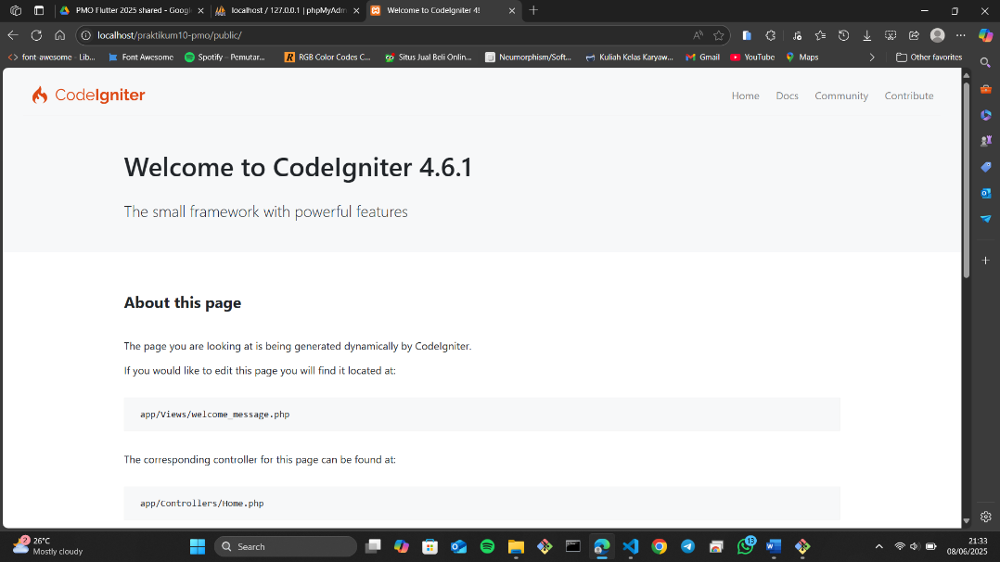 PMO Flutter 2025 shared - Google
localhost / 127.0.0.1 | phpMyAdm
Welcome to CodeIgniter 4!
localhost/praktikum10-pmo/public/
font-awesome - Lib...
Font Awesome
Spotify – Pemutar...
RGB Color Codes C...
Situs Jual Beli Onlin...
Neumorphism/Soft...
Kuliah Kelas Karyaw...
Gmail
YouTube
Maps
Other favorites
CodeIgniter
Home Docs Community Contribute
Welcome to CodeIgniter 4.6.1
The small framework with powerful features
About this page
The page you are looking at is being generated dynamically by CodeIgniter.
If you would like to edit this page you will find it located at:
app/Views/welcome_message.php
The corresponding controller for this page can be found at:
app/Controllers/Home.php
2
26°C
Mostly cloudy
Search
13
21:33
08/06/2025